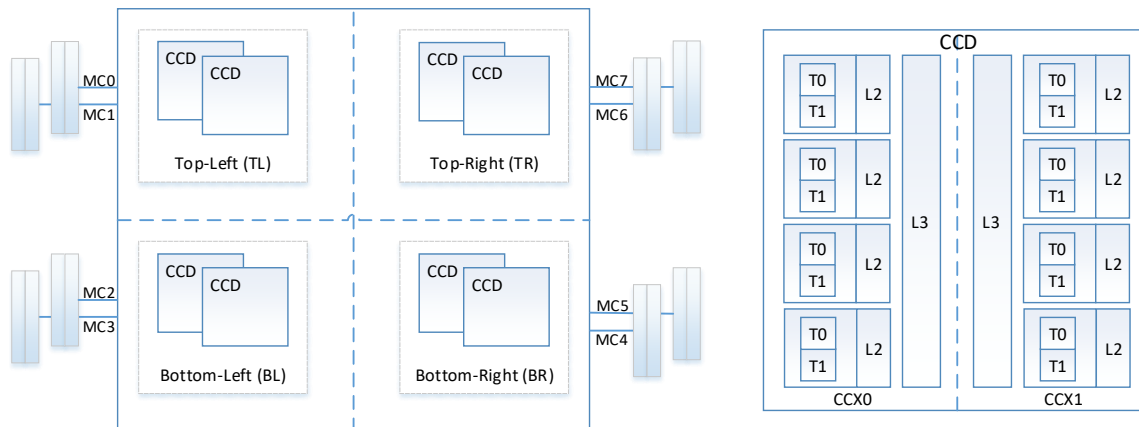 MC0
MC1
CCD
CCD
Top-Left (TL)
CCD
CCD
Top-Right (TR)
MC7
MC6
MC2
MC3
CCD
CCD
Bottom-Left (BL)
CCD
CCD
Bottom-Right (BR)
MC5
MC4
CCD
T0
T1
L2
T0
T1
L2
T0
T1
L2
T0
T1
L2
L3
CCX0
L3
T0
T1
L2
T0
T1
L2
T0
T1
L2
T0
T1
L2
CCX1